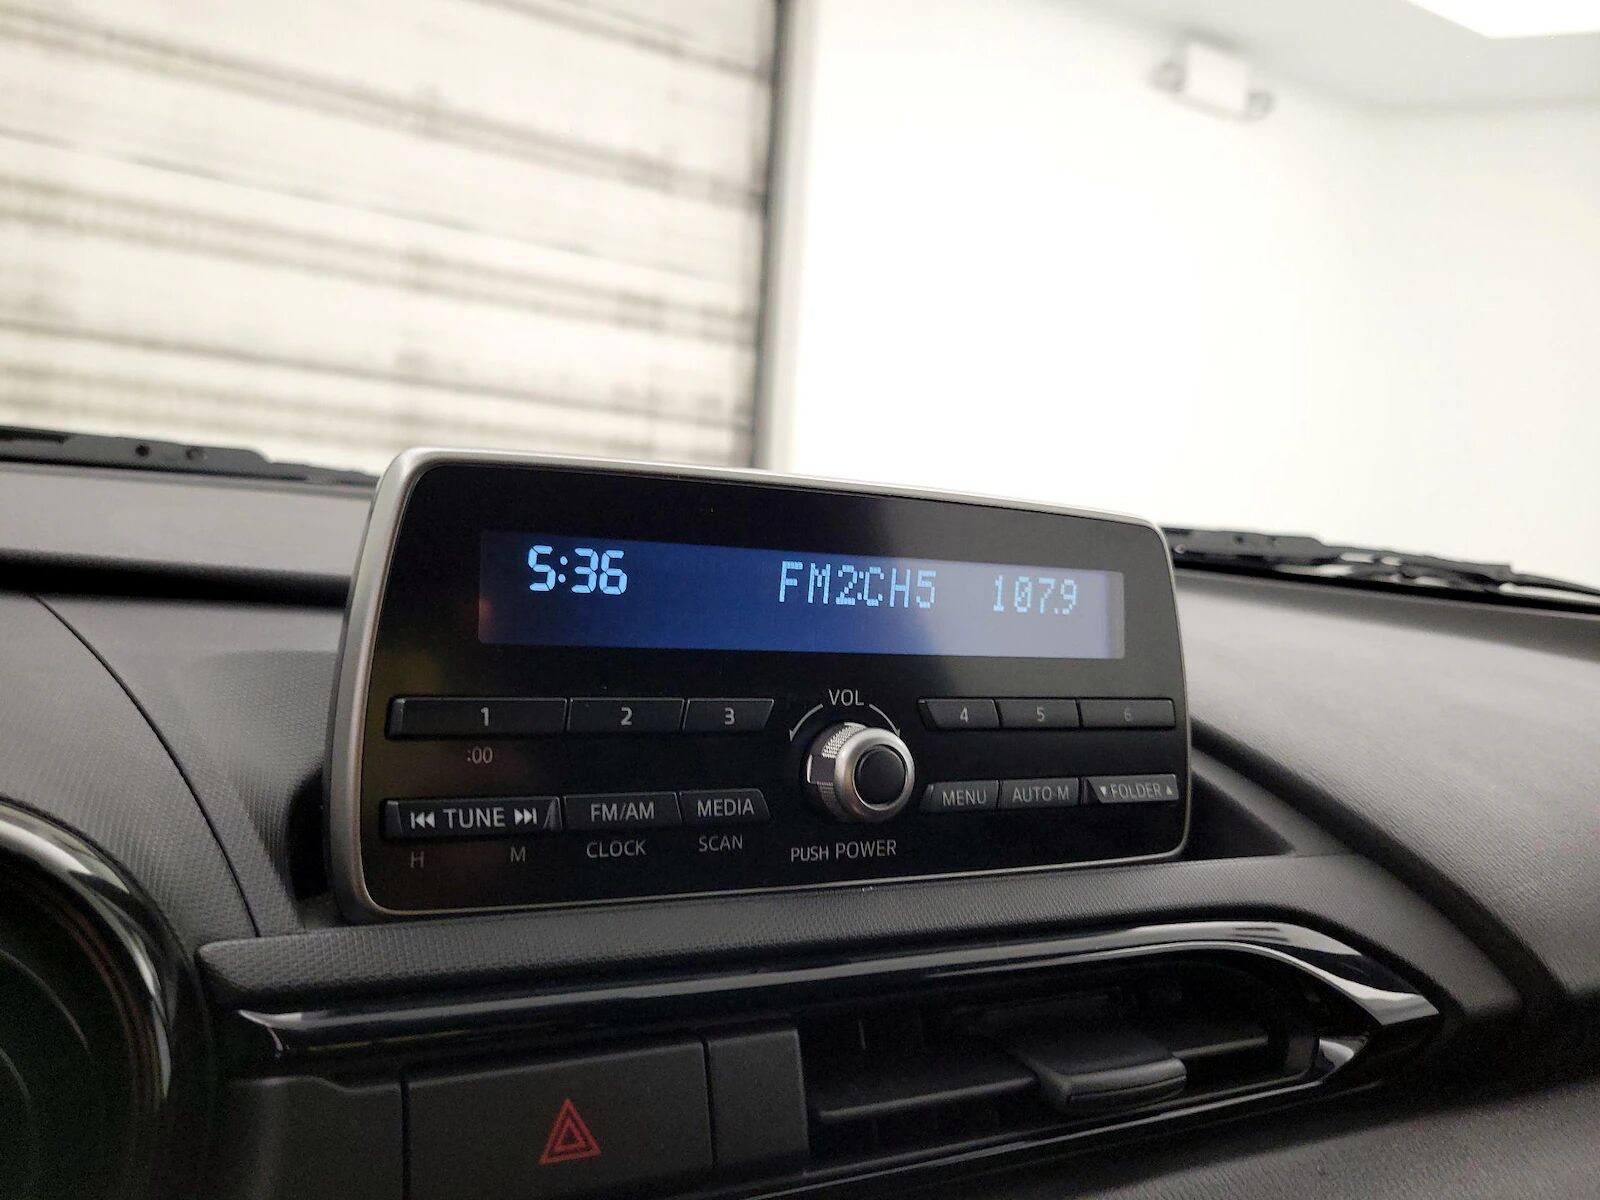 5:36 FM2:CH5 107.9
VOL
1 2 3 4 5 6
:00
TUNE FM/AM MEDIA MENU AUTO-M ▼FOLDER▲
H M CLOCK SCAN
PUSH POWER